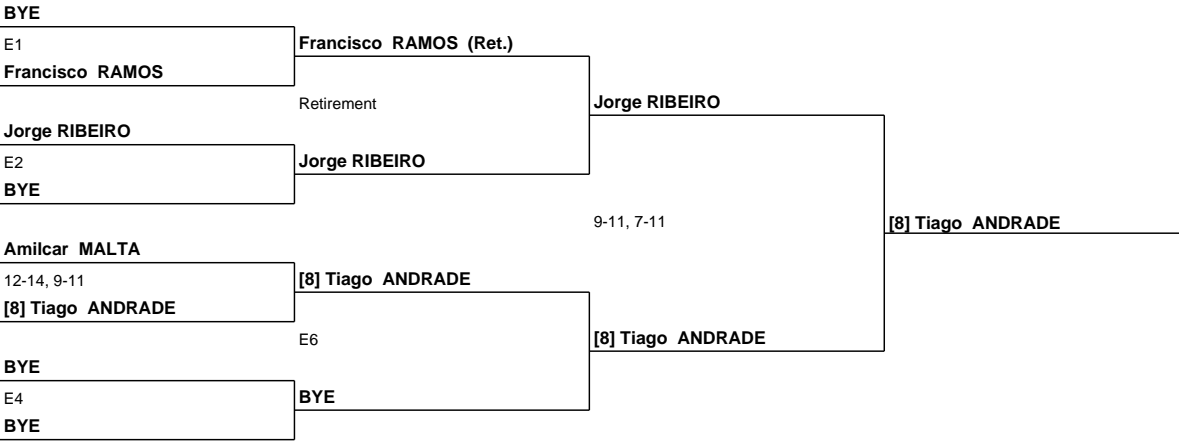 BYE
E1
Francisco RAMOS (Ret.)
Francisco RAMOS
Retirement
Jorge RIBEIRO
Jorge RIBEIRO
E2
Jorge RIBEIRO
BYE
9-11, 7-11
[8] Tiago ANDRADE
Amilcar MALTA
12-14, 9-11
[8] Tiago ANDRADE
[8] Tiago ANDRADE
E6
[8] Tiago ANDRADE
BYE
E4
BYE
BYE